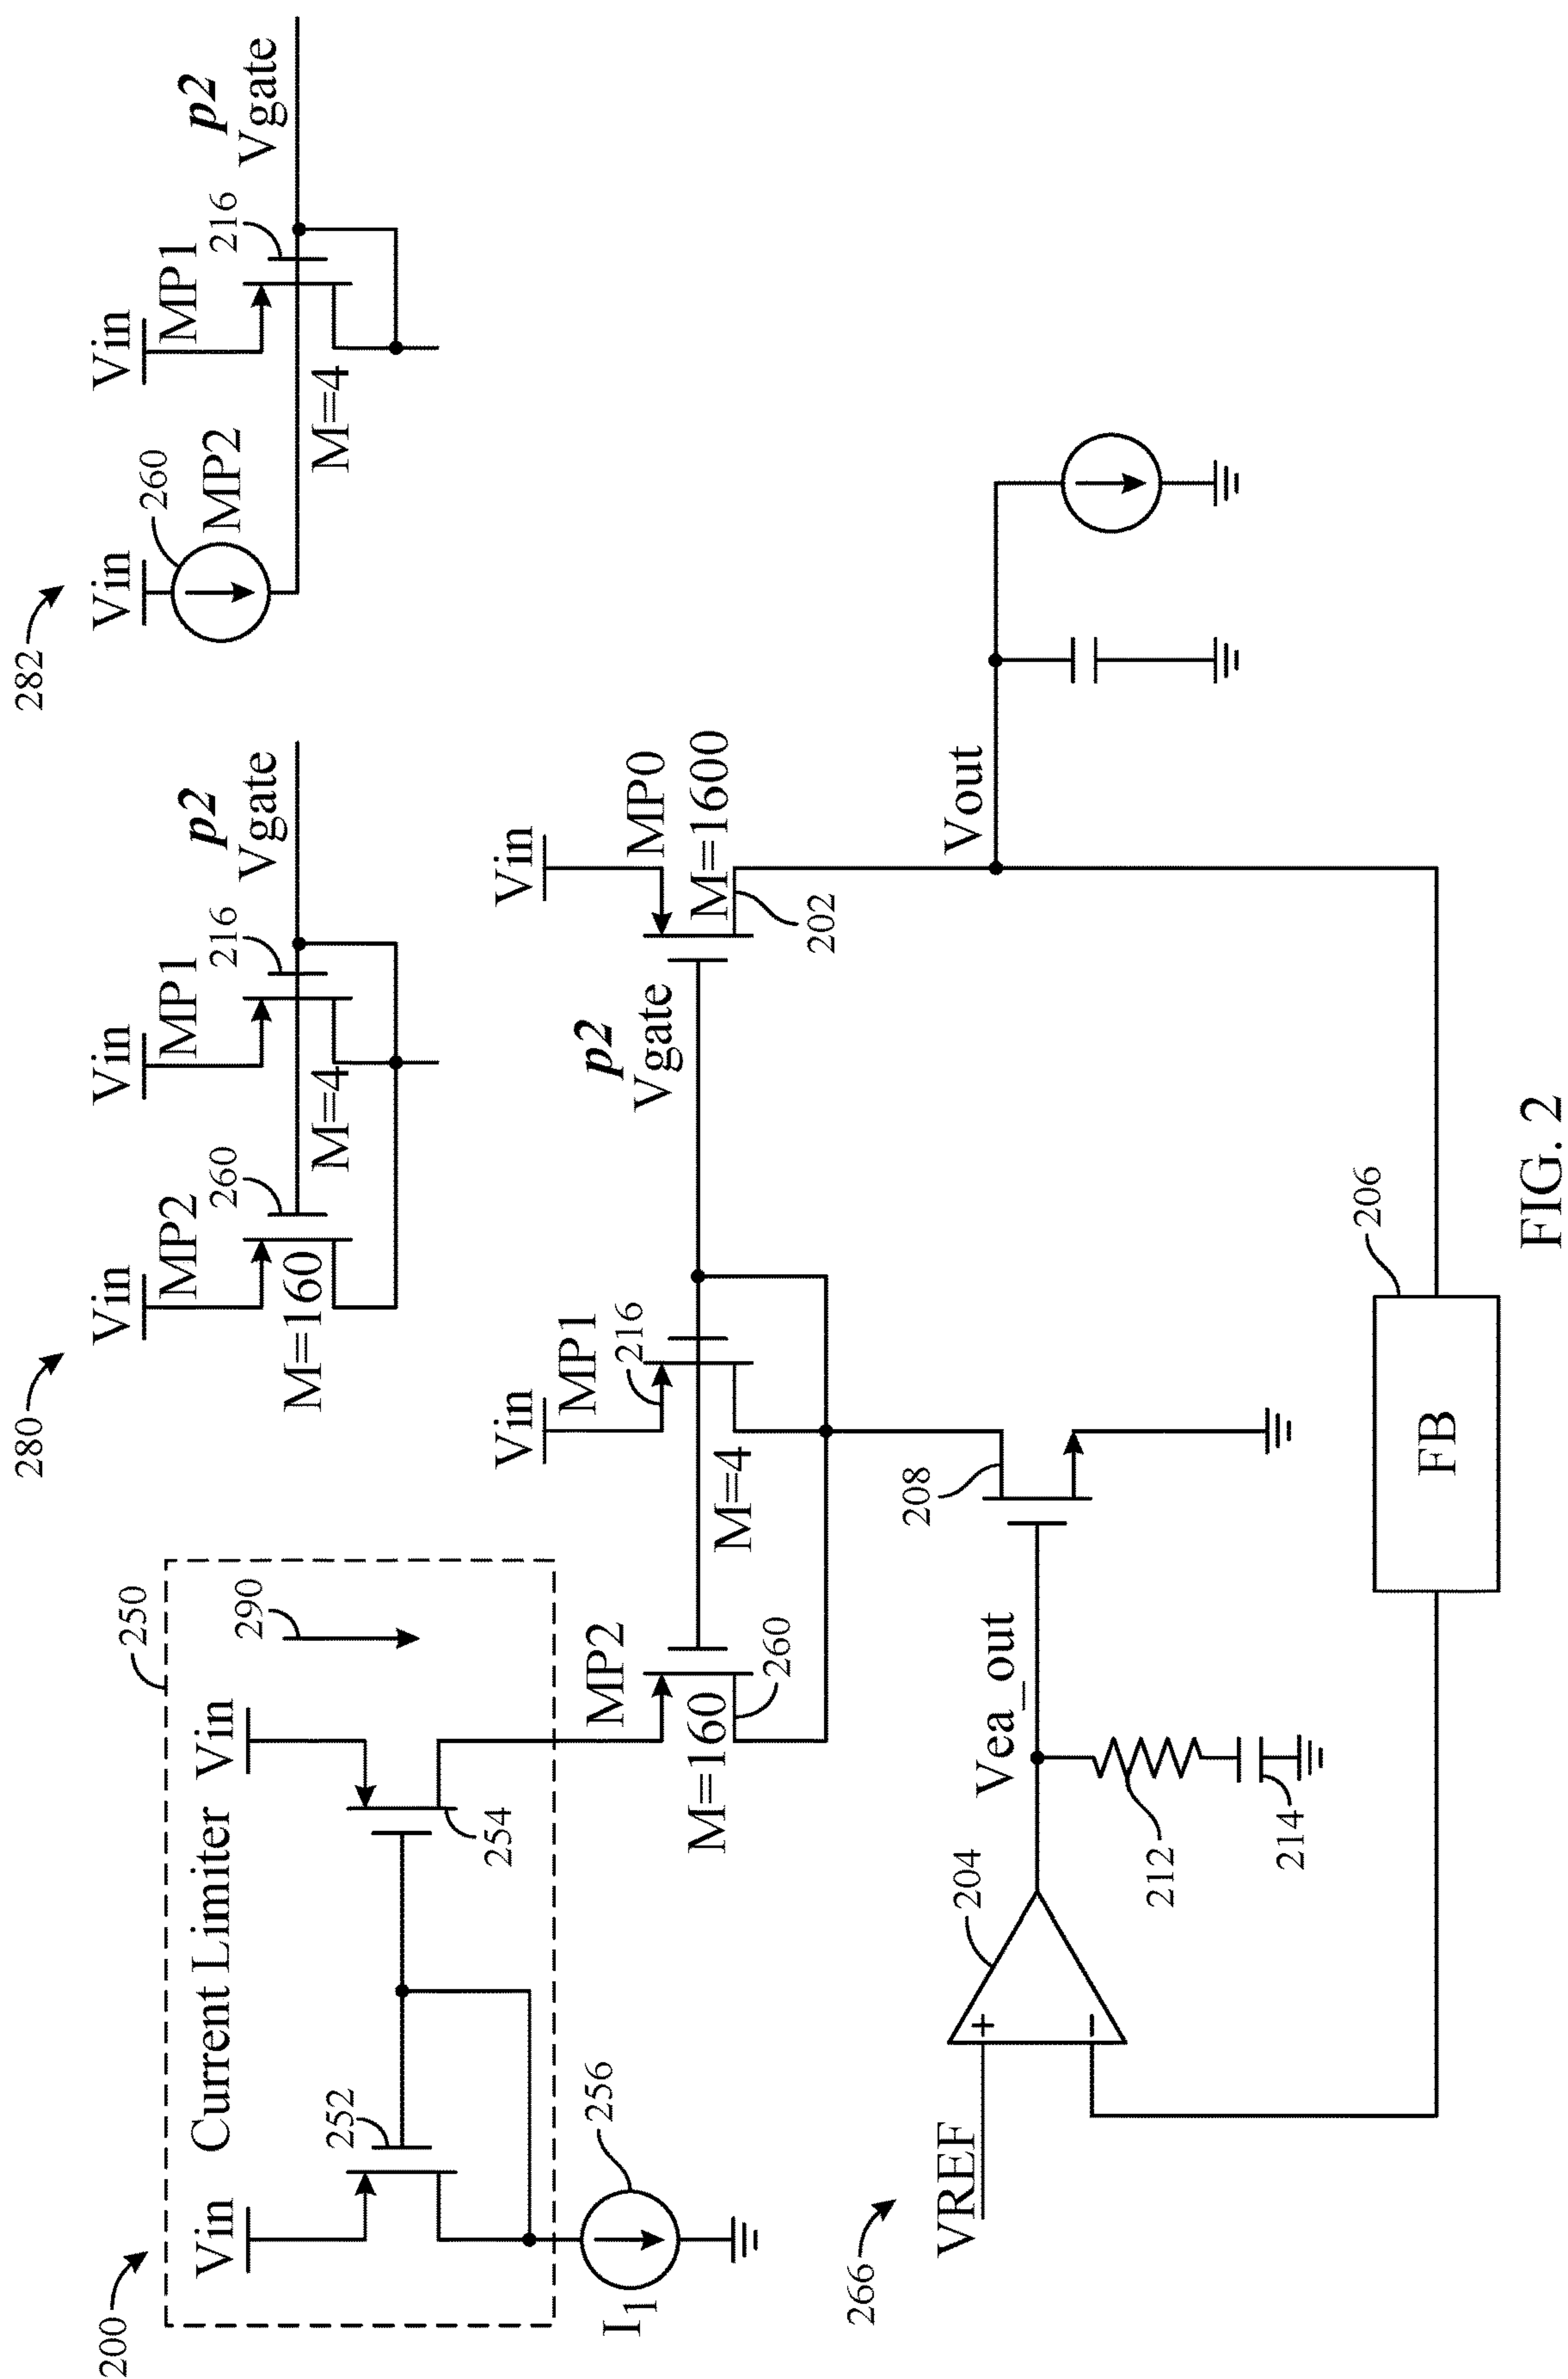 200
250
Current Limiter
Vin
Vin
290
252
254
256
I1
280
Vin
MP2
260
M=160
Vin
MP1
216
M=4
p2
Vgate
282
Vin
260
MP2
Vin
MP1
216
M=4
p2
Vgate
MP2
M=160
260
Vin
MP1
216
M=4
p2
Vgate
Vin
MP0
M=1600
202
Vout
266
VREF
+
−
204
Vea_out
212
214
208
FB
206
FIG. 2